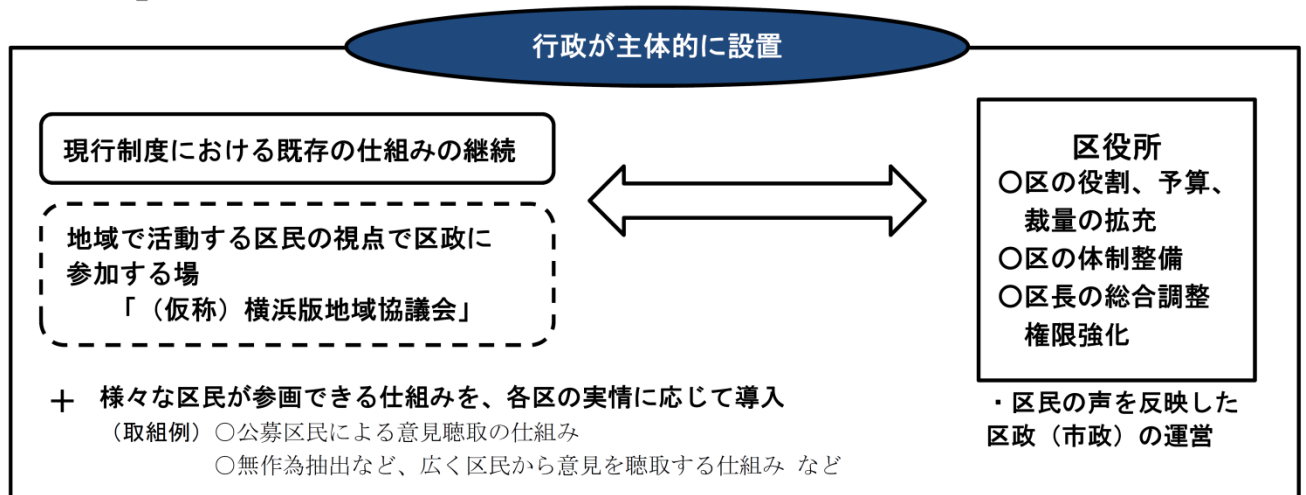 行政が主体的に設置
現行制度における既存の仕組みの継続
地域で活動する区民の視点で区政に
参加する場
「（仮称）横浜版地域協議会」
＋ 様々な区民が参画できる仕組みを、各区の実情に応じて導入
（取組例）○公募区民による意見聴取の仕組み
○無作為抽出など、広く区民から意見を聴取する仕組み など
区役所
○区の役割、予算、
裁量の拡充
○区の体制整備
○区長の総合調整
権限強化
・区民の声を反映した
区政（市政）の運営